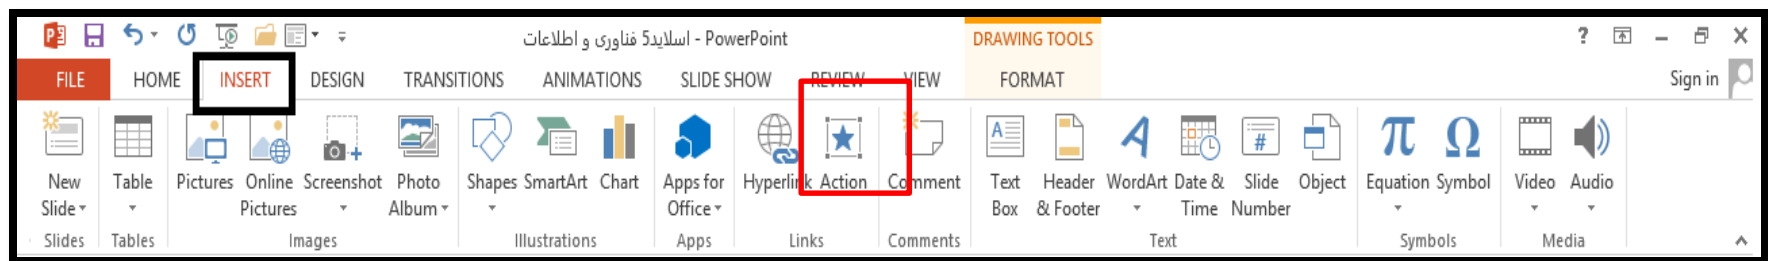 اسلاید5 فناوری و اطلاعات - PowerPoint
DRAWING TOOLS
?
FILE HOME INSERT DESIGN TRANSITIONS ANIMATIONS SLIDE SHOW REVIEW VIEW FORMAT Sign in
New Slide
Table
Pictures
Online Pictures
Screenshot
Photo Album
Shapes
SmartArt
Chart
Apps for Office
Hyperlink
Action
Comment
Text Box
Header & Footer
WordArt
Date & Time
Slide Number
Object
Equation
Symbol
Video
Audio
Slides Tables Images Illustrations Apps Links Comments Text Symbols Media